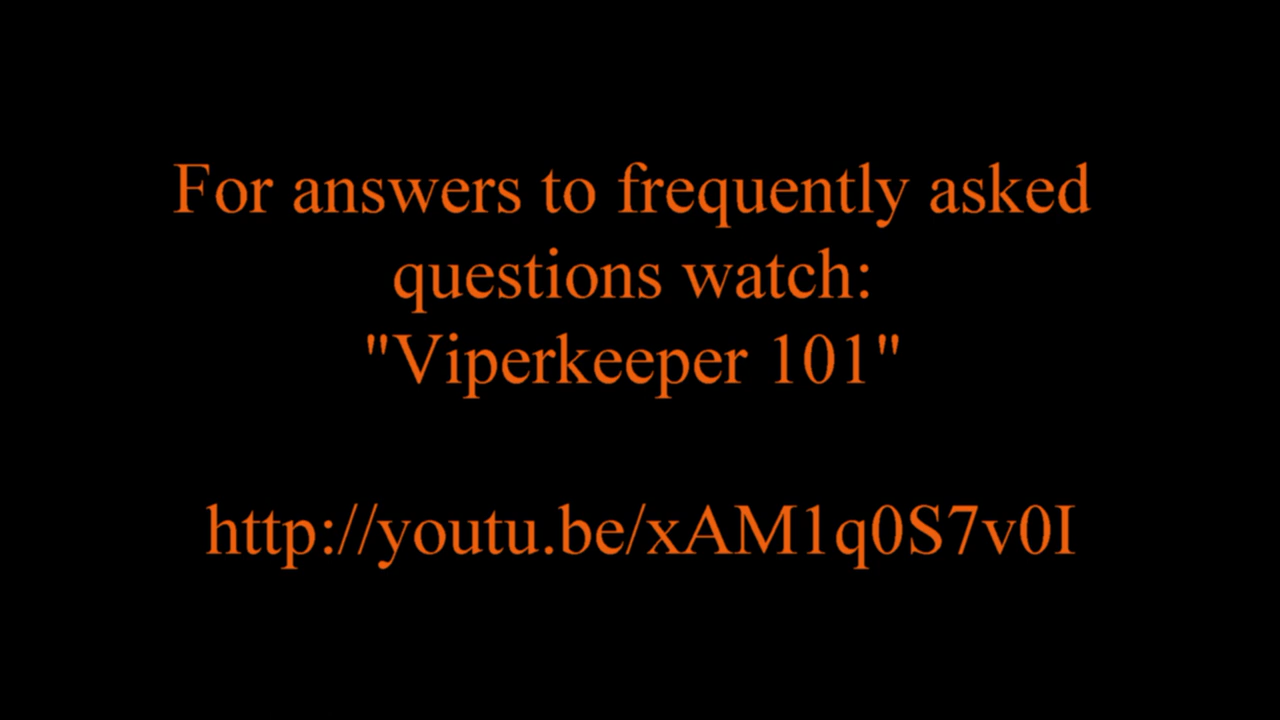 For answers to frequently asked
questions watch:
"Viperkeeper 101"
http://youtu.be/xAM1q0S7v0I